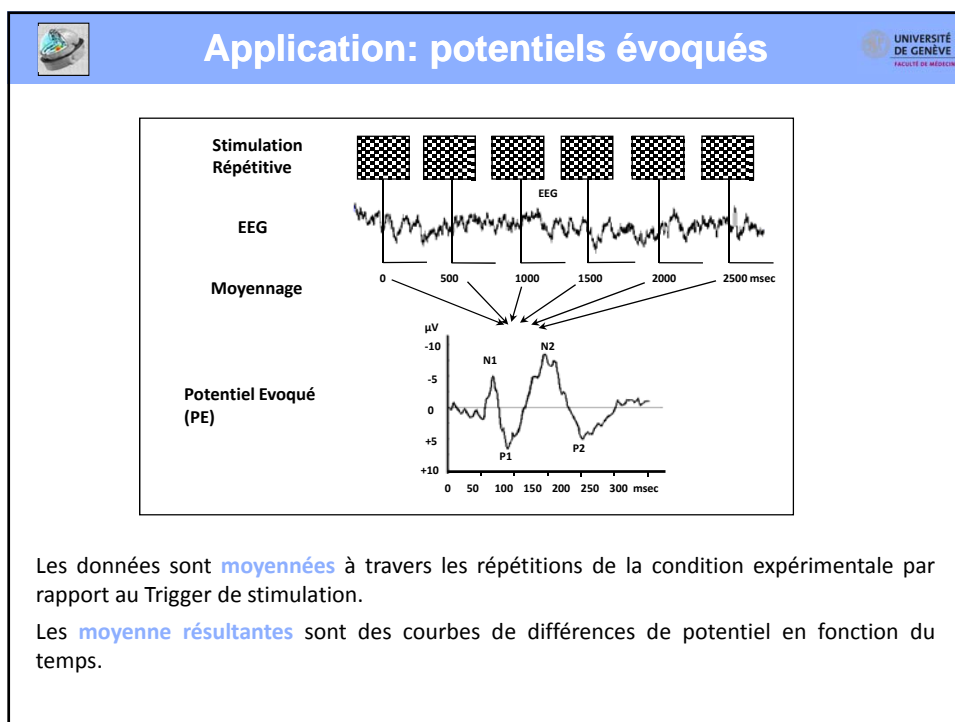 Application: potentiels évoqués
UNIVERSITÉ
DE GENÈVE
FACULTÉ DE MÉDECINE
Stimulation
Répétitive
EEG
EEG
0 500 1000 1500 2000 2500 msec
Moyennage
µV
-10
N1 N2
-5
Potentiel Evoqué
(PE)
0
+5
P1 P2
+10
0 50 100 150 200 250 300 msec
Les données sont moyennées à travers les répétitions de la condition expérimentale par
rapport au Trigger de stimulation.
Les moyenne résultantes sont des courbes de différences de potentiel en fonction du
temps.